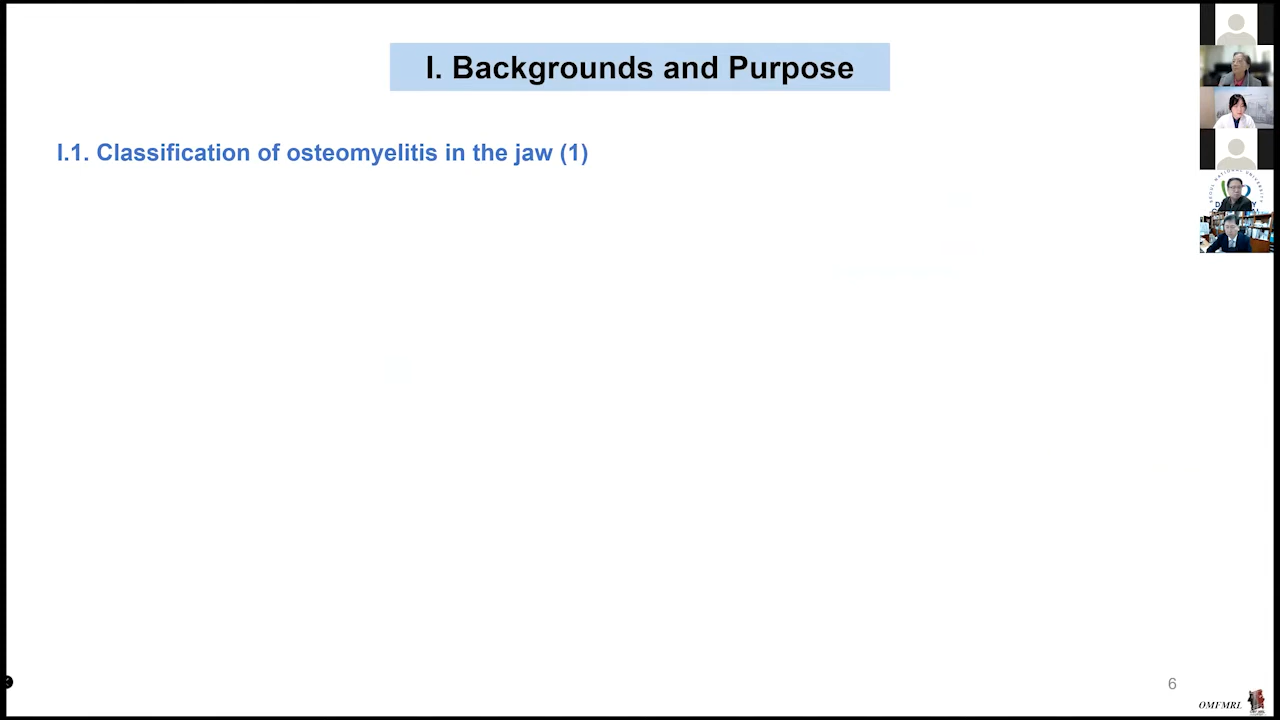 I. Backgrounds and Purpose
I.1. Classification of osteomyelitis in the jaw (1)
6
OMFMRL